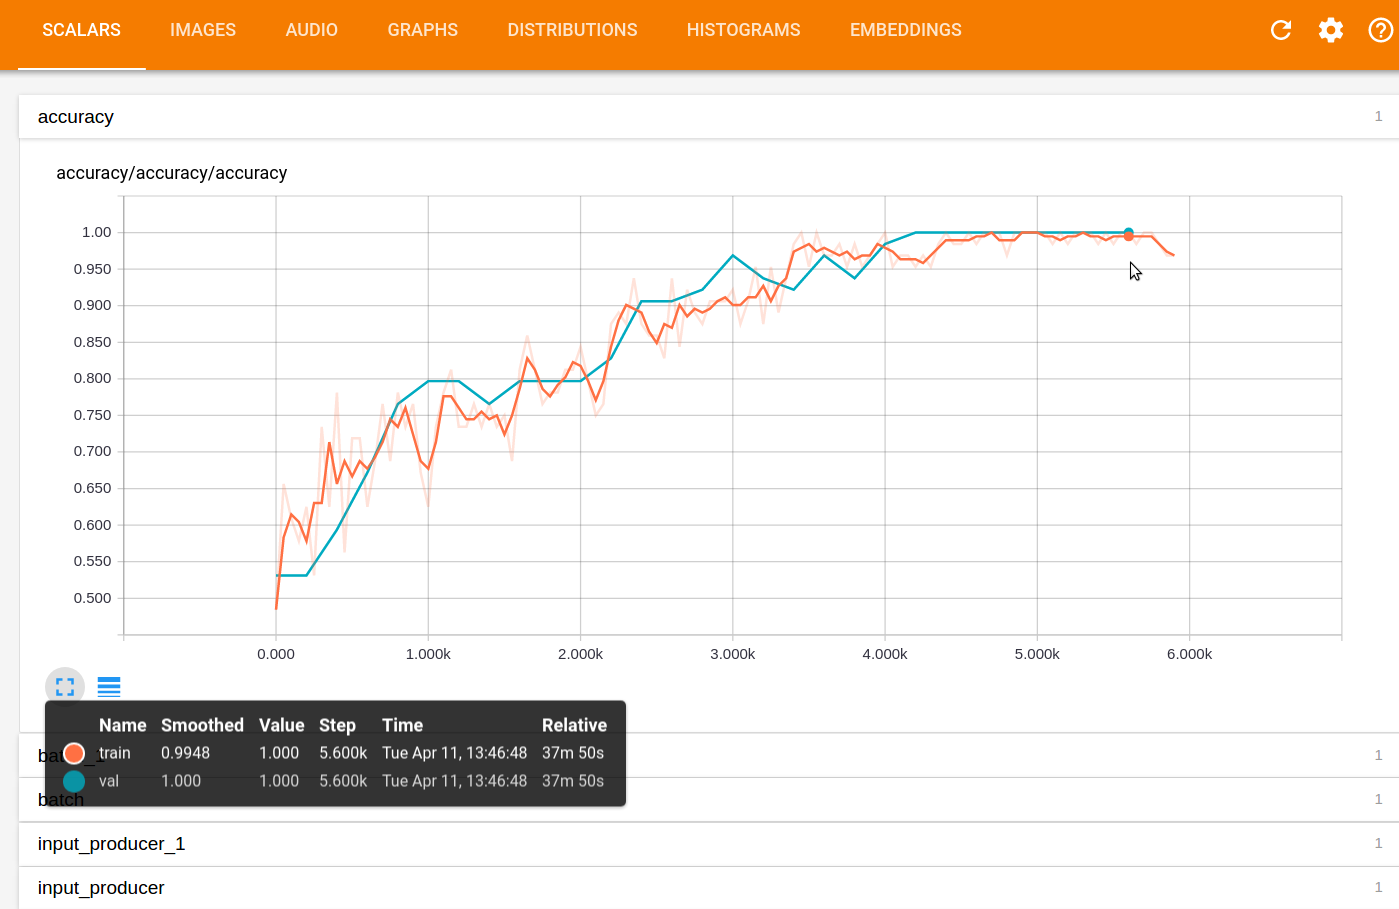 SCALARS IMAGES AUDIO GRAPHS DISTRIBUTIONS HISTOGRAMS EMBEDDINGS
accuracy 1
accuracy/accuracy/accuracy
1.00
0.950
0.900
0.850
0.800
0.750
0.700
0.650
0.600
0.550
0.500
0.000 1.000k 2.000k 3.000k 4.000k 5.000k 6.000k
Name Smoothed Value Step Time Relative
train 0.9948 1.000 5.600k Tue Apr 11, 13:46:48 37m 50s
val 1.000 1.000 5.600k Tue Apr 11, 13:46:48 37m 50s
batch_1 1
batch 1
input_producer_1 1
input_producer 1